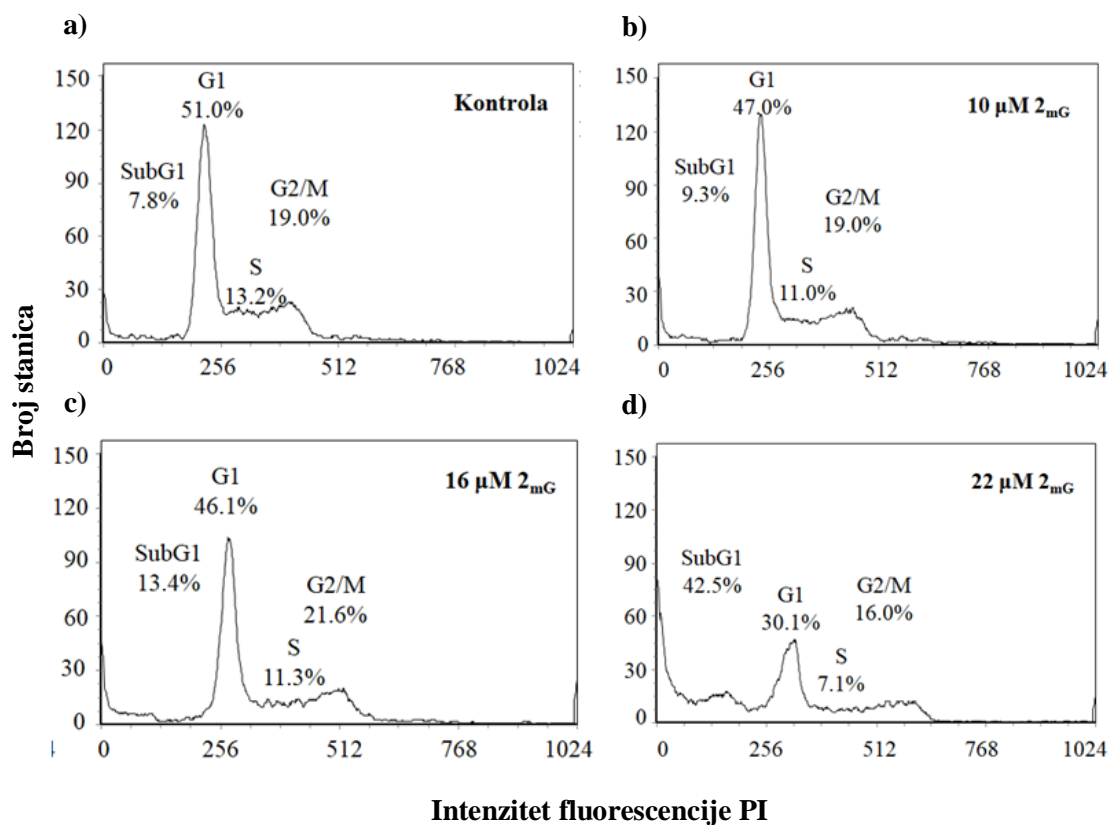 a)
150
120
90
60
30
0
G1
51.0%
Kontrola
SubG1
7.8%
G2/M
19.0%
S
13.2%
0 256 512 768 1024
b)
150
120
90
60
30
0
G1
47.0%
10 µM 2mG
SubG1
9.3%
G2/M
19.0%
S
11.0%
0 256 512 768 1024
Broj stanica
c)
150
120
90
60
30
0
G1
46.1%
16 µM 2mG
SubG1
13.4%
G2/M
21.6%
S
11.3%
0 256 512 768 1024
d)
150
120
90
60
30
0
22 µM 2mG
SubG1
42.5%
G1
30.1%
G2/M
16.0%
S
7.1%
0 256 512 768 1024
Intenzitet fluorescencije PI